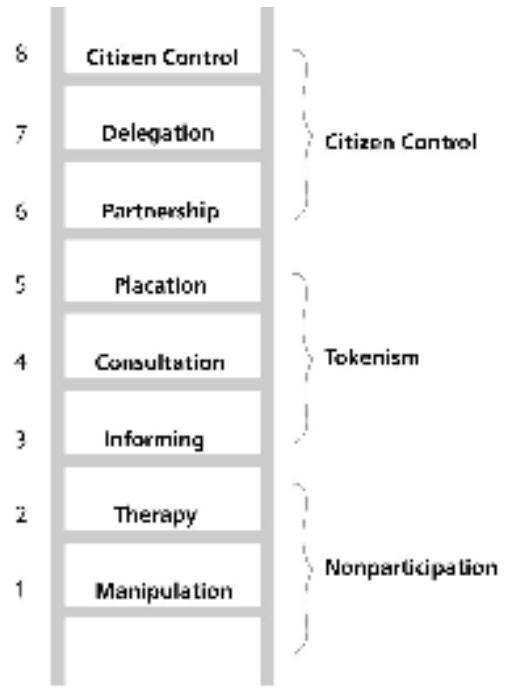 8 Citizen Control
7 Delegation
Citizen Control
6 Partnership
5 Placation
4 Consultation
Tokenism
3 Informing
2 Therapy
Nonparticipation
1 Manipulation